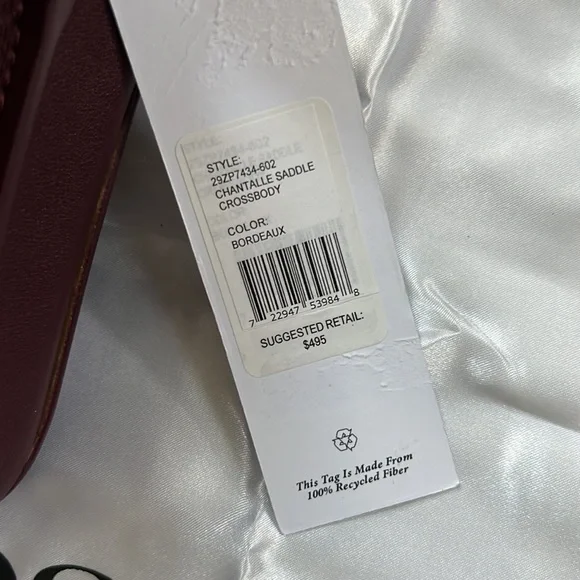 STYLE:
29ZP7434-602
CHANTALLE SADDLE
CROSSBODY
COLOR:
BORDEAUX
7 22947 53984 8
SUGGESTED RETAIL:
$495
This Tag Is Made From
100% Recycled Fiber